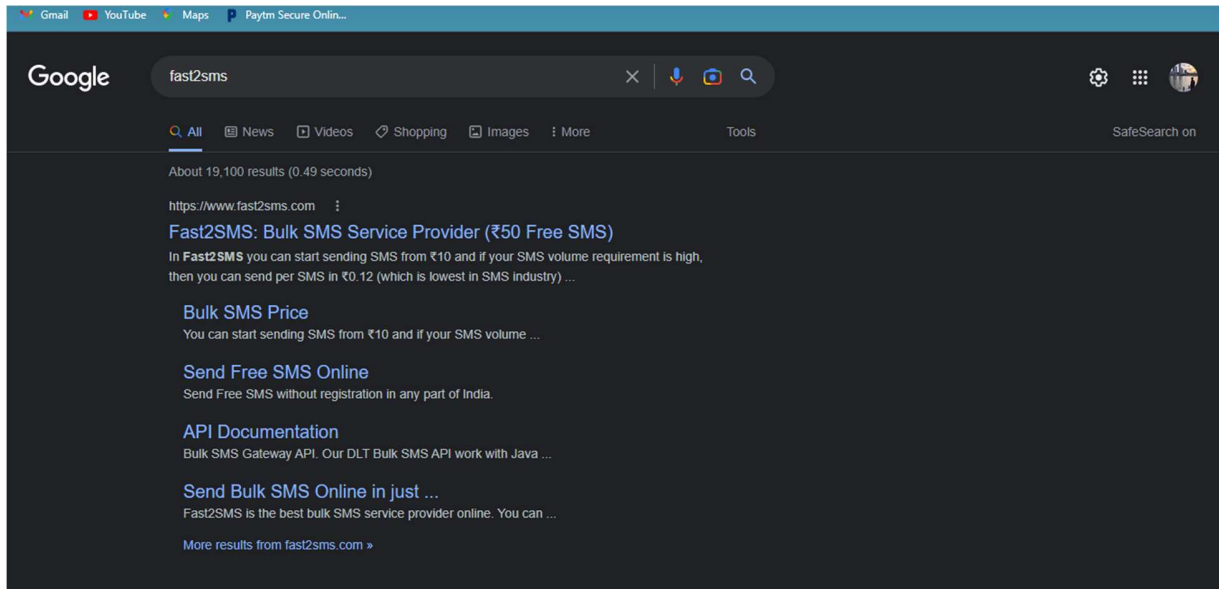 Gmail YouTube Maps Paytm Secure Onlin...
Google fast2sms
All News Videos Shopping Images More Tools SafeSearch on
About 19,100 results (0.49 seconds)
https://www.fast2sms.com
Fast2SMS: Bulk SMS Service Provider (₹50 Free SMS)
In Fast2SMS you can start sending SMS from ₹10 and if your SMS volume requirement is high,
then you can send per SMS in ₹0.12 (which is lowest in SMS industry) ...
Bulk SMS Price
You can start sending SMS from ₹10 and if your SMS volume ...
Send Free SMS Online
Send Free SMS without registration in any part of India.
API Documentation
Bulk SMS Gateway API. Our DLT Bulk SMS API work with Java ...
Send Bulk SMS Online in just ...
Fast2SMS is the best bulk SMS service provider online. You can ...
More results from fast2sms.com »